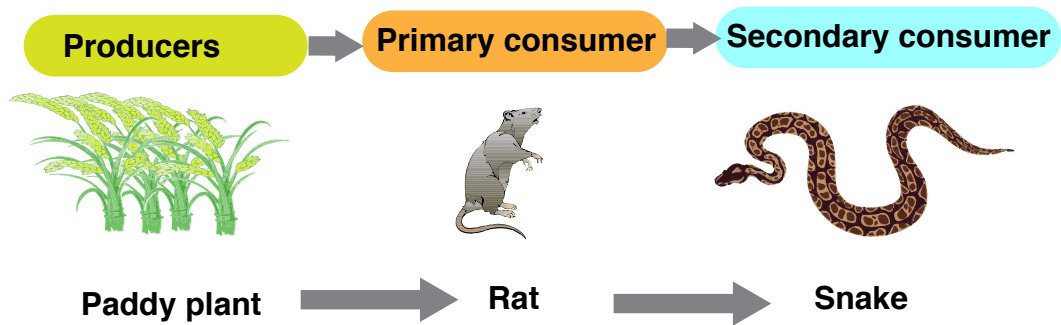 Producers
Primary consumer
Secondary consumer
Paddy plant
Rat
Snake